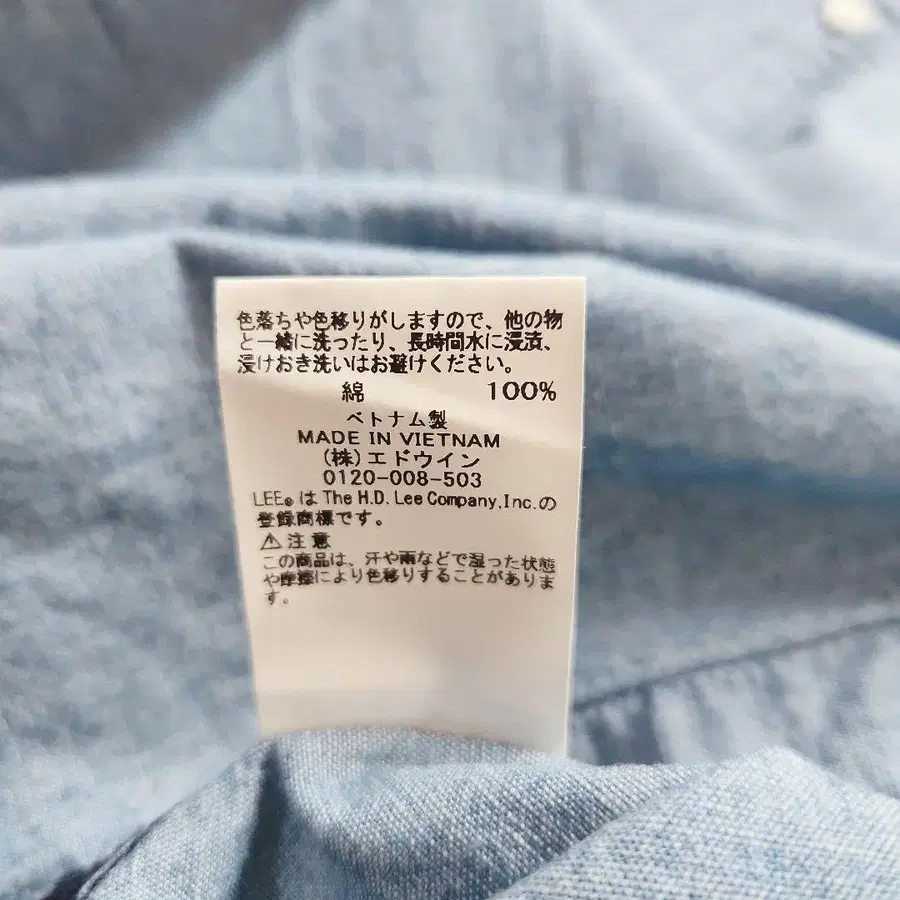 色落ちや色移りがしますので、他の物
と一緒に洗ったり、長時間水に浸漬、
浸けおき洗いはお避けください。
綿 100%
ベトナム製
MADE IN VIETNAM
(株)エドウイン
0120-008-503
LEE®は The H.D. Lee Company,Inc.の
登録商標です。
⚠注意
この商品は、汗や雨などで湿った状態
や摩擦により色移りすることがありま
す。